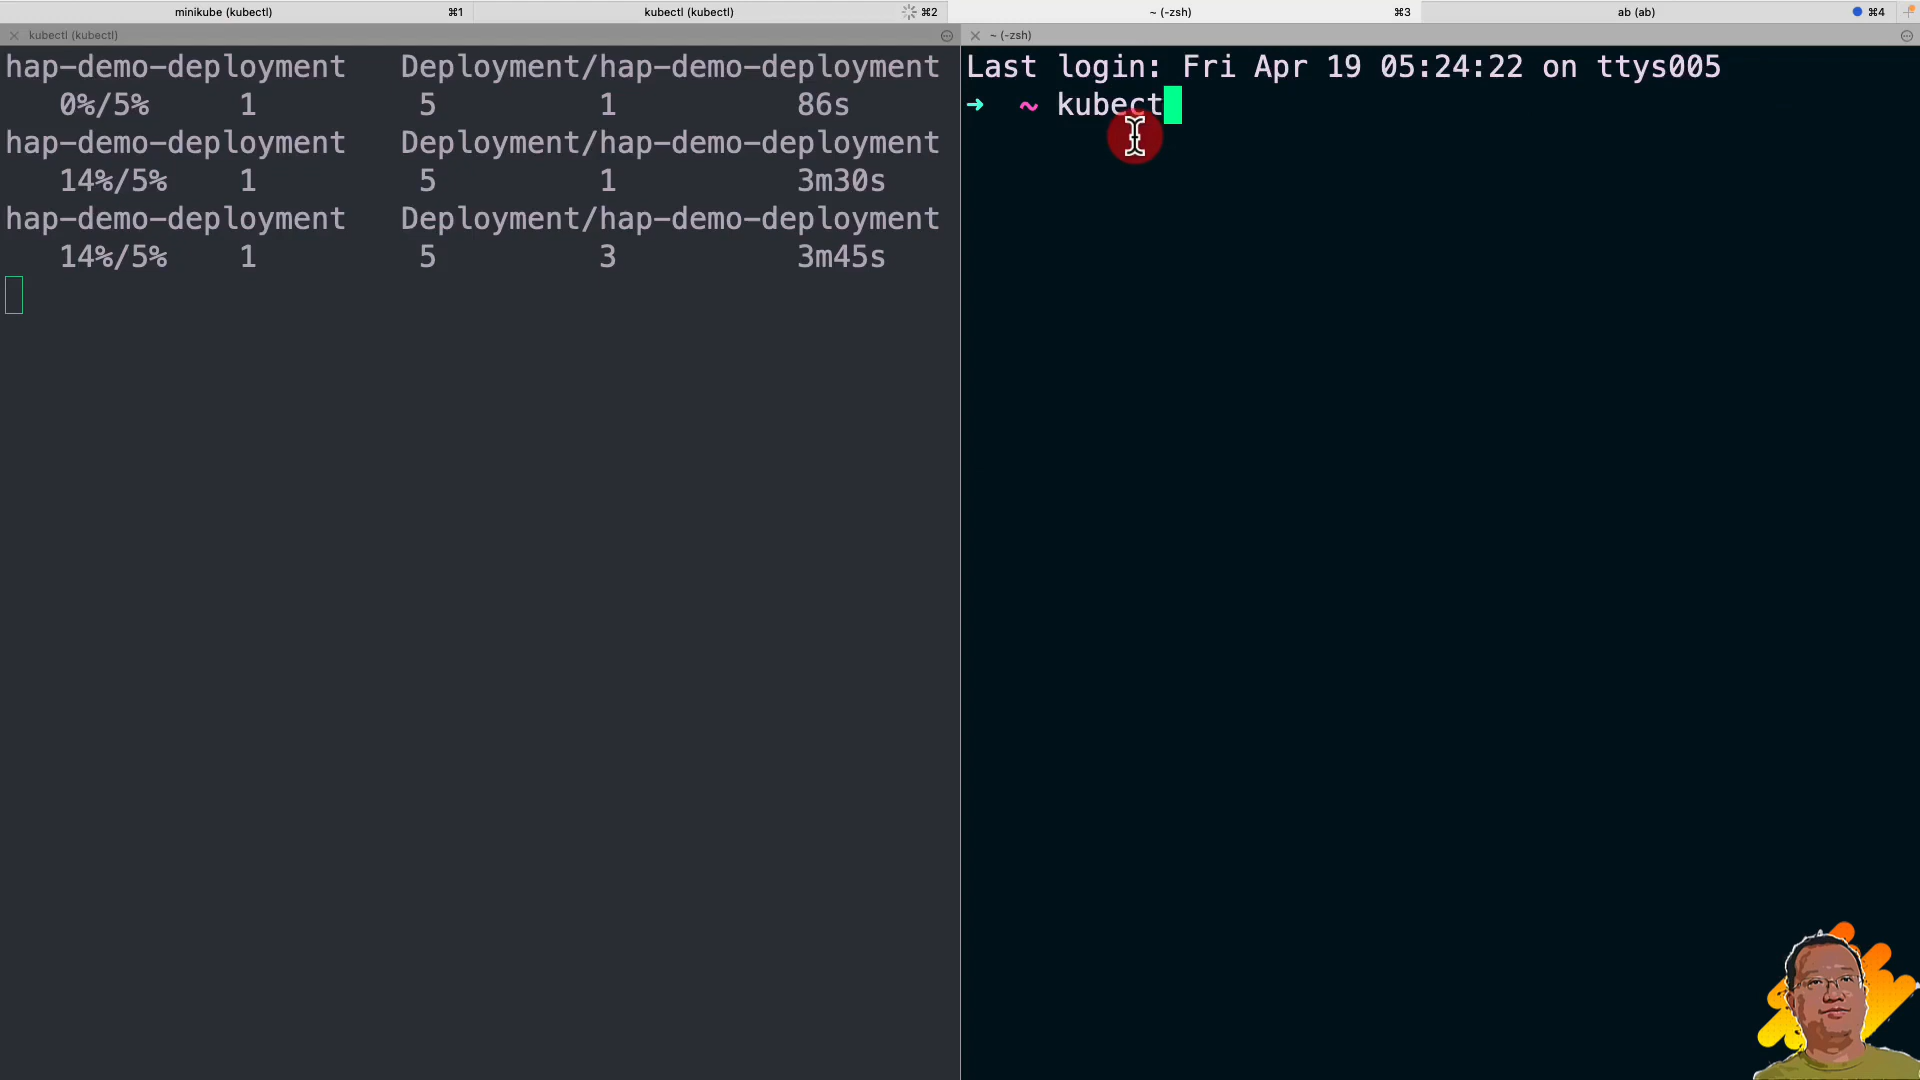 minikube (kubectl) ⌘1 kubectl (kubectl) ⌘2 ~ (-zsh) ⌘3 ab (ab) ⌘4
kubectl (kubectl)
hap-demo-deployment Deployment/hap-demo-deployment
0%/5% 1 5 1 86s
hap-demo-deployment Deployment/hap-demo-deployment
14%/5% 1 5 1 3m30s
hap-demo-deployment Deployment/hap-demo-deployment
14%/5% 1 5 3 3m45s
~ (-zsh)
Last login: Fri Apr 19 05:24:22 on ttys005
➜ ~ kubect